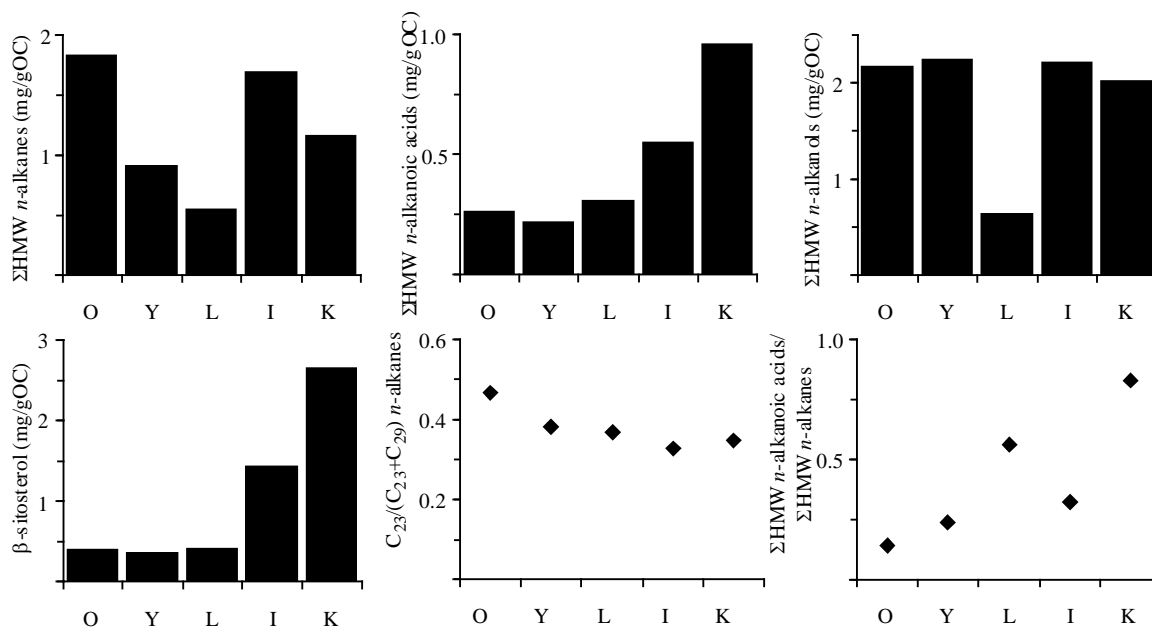 ΣHMW n-alkanes (mg/gOC)
2
1
O Y L I K
ΣHMW n-alkanoic acids (mg/gOC)
1.0
0.5
O Y L I K
ΣHMW n-alkanols (mg/gOC)
2
1
O Y L I K
β-sitosterol (mg/gOC)
3
2
1
O Y L I K
C23/(C23+C29) n-alkanes
0.6
0.4
0.2
O Y L I K
ΣHMW n-alkanoic acids/
ΣHMW n-alkanes
1.0
0.5
O Y L I K